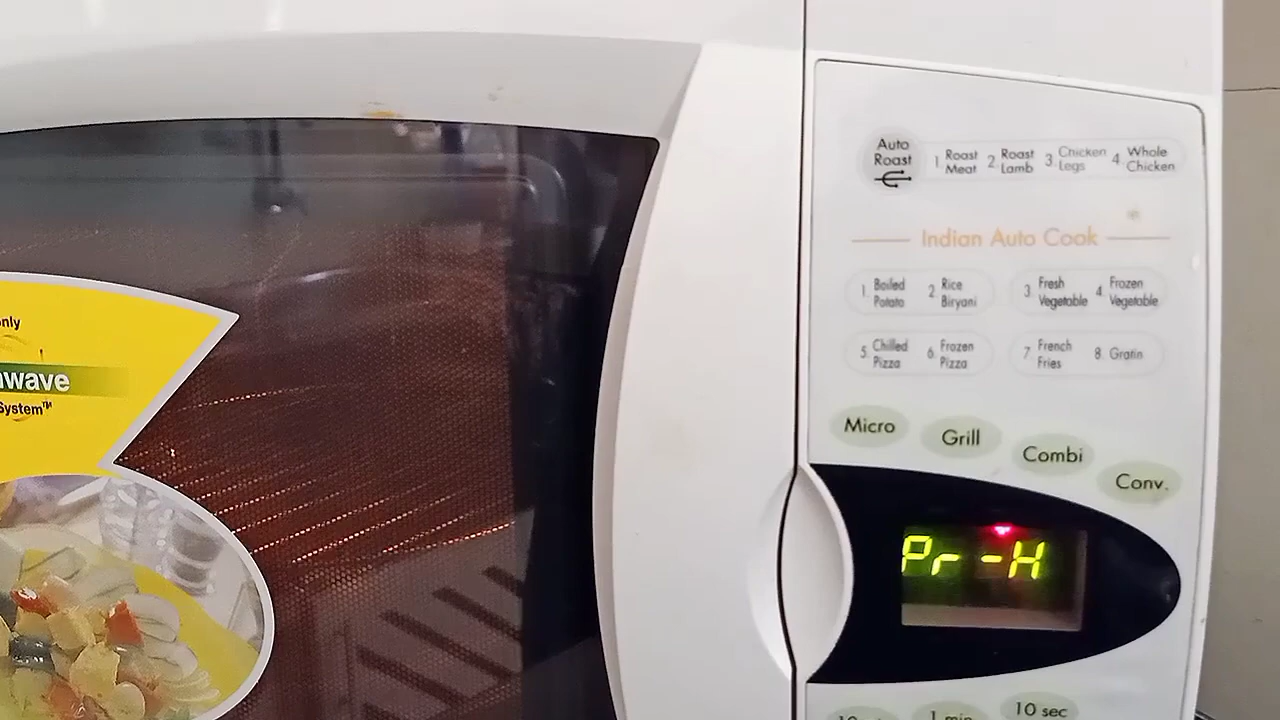 Auto
Roast
1 Roast Meat 2 Roast Lamb 3 Chicken Legs 4 Whole Chicken
Indian Auto Cook
1. Boiled Potato 2. Rice Biryani 3. Fresh Vegetable 4. Frozen Vegetable
5. Chilled Pizza 6. Frozen Pizza 7. French Fries 8. Gratin
only
wave
System™
Micro
Grill
Combi
Conv.
Pr-H
1 min
10 sec